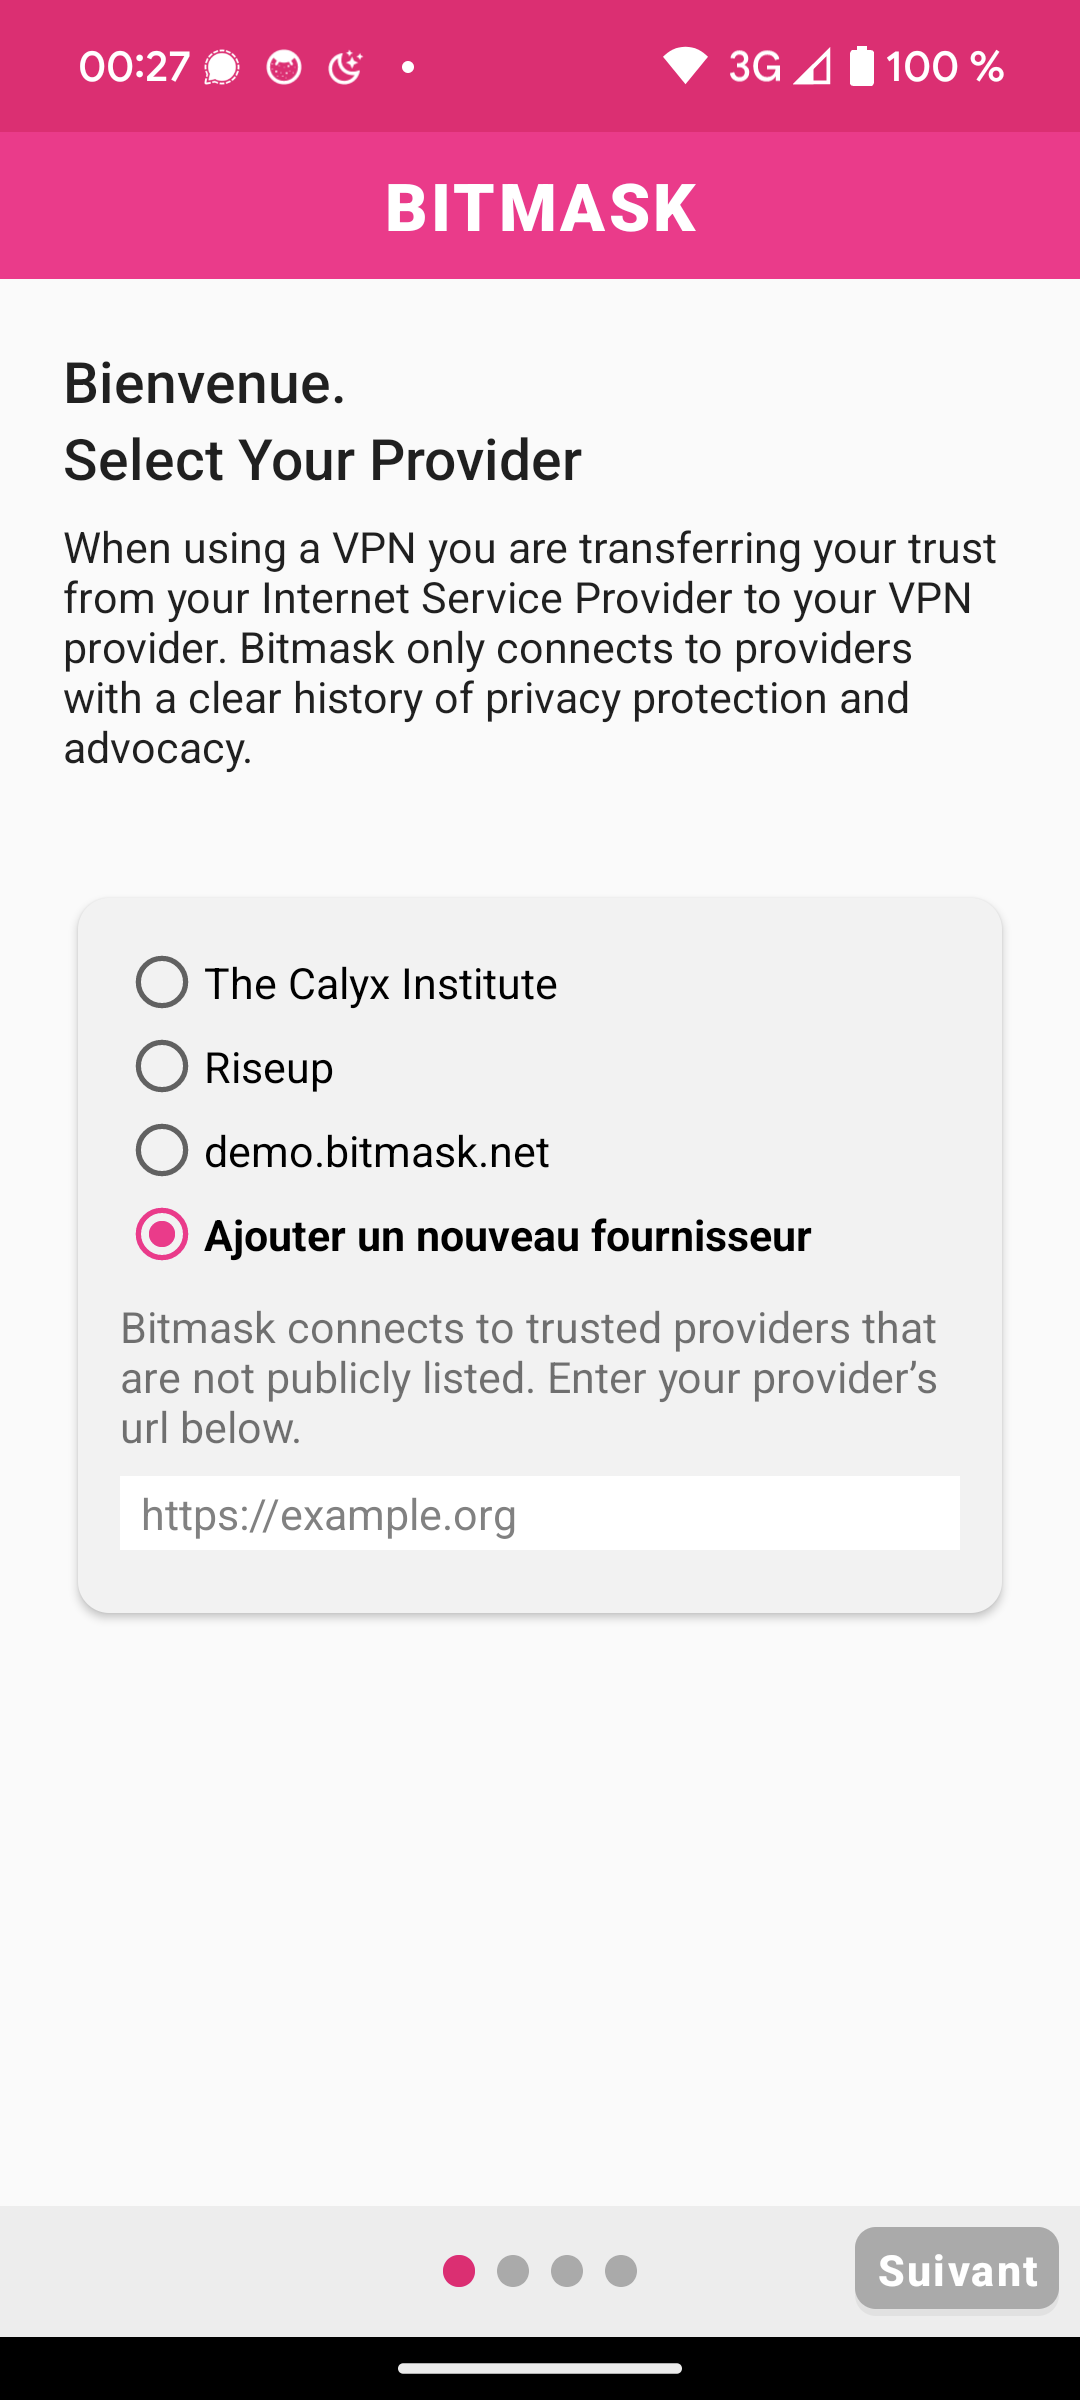 00:27
3G
100 %
BITMASK
Bienvenue.
Select Your Provider
When using a VPN you are transferring your trust
from your Internet Service Provider to your VPN
provider. Bitmask only connects to providers
with a clear history of privacy protection and
advocacy.
The Calyx Institute
Riseup
demo.bitmask.net
Ajouter un nouveau fournisseur
Bitmask connects to trusted providers that
are not publicly listed. Enter your provider’s
url below.
https://example.org
Suivant